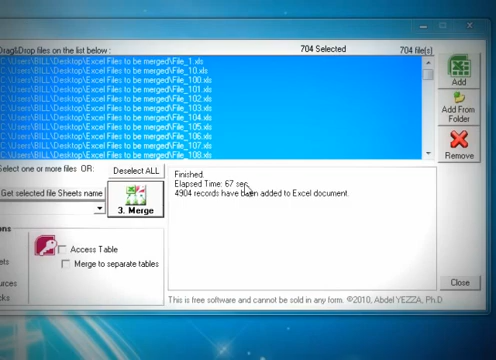 Drag&Drop files on the list below :
704 Selected
704 file(s)
C:\Users\BILL\Desktop\Excel Files to be merged\File_1.xls
C:\Users\BILL\Desktop\Excel Files to be merged\File_10.xls
C:\Users\BILL\Desktop\Excel Files to be merged\File_100.xls
C:\Users\BILL\Desktop\Excel Files to be merged\File_101.xls
C:\Users\BILL\Desktop\Excel Files to be merged\File_102.xls
C:\Users\BILL\Desktop\Excel Files to be merged\File_103.xls
C:\Users\BILL\Desktop\Excel Files to be merged\File_104.xls
C:\Users\BILL\Desktop\Excel Files to be merged\File_105.xls
C:\Users\BILL\Desktop\Excel Files to be merged\File_106.xls
C:\Users\BILL\Desktop\Excel Files to be merged\File_107.xls
C:\Users\BILL\Desktop\Excel Files to be merged\File_108.xls
Add
Add From
Folder
Remove
Select one or more files OR:
Deselect ALL
Get selected file Sheets name
3. Merge
Finished.
Elapsed Time: 67 sec
4904 records have been added to Excel document.
ons
Access Table
Merge to separate tables
ets
urces
cks
Close
This is free software and cannot be sold in any form. ©2010, Abdel YEZZA, Ph.D